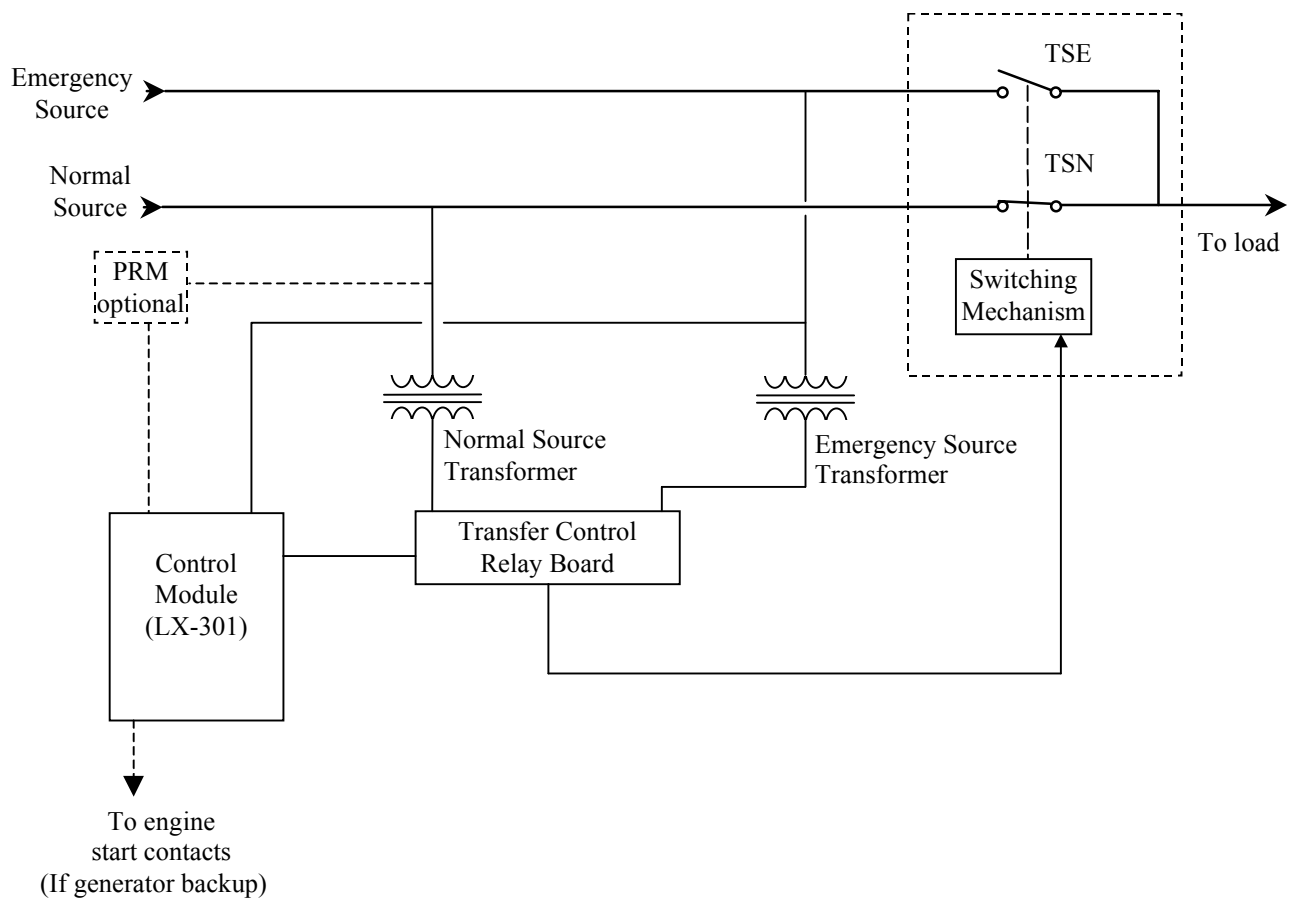 TSE
Emergency
Source
TSN
Normal
Source
To load
PRM
optional
Switching
Mechanism
Normal Source
Transformer
Emergency Source
Transformer
Transfer Control
Relay Board
Control
Module
(LX-301)
To engine
start contacts
(If generator backup)